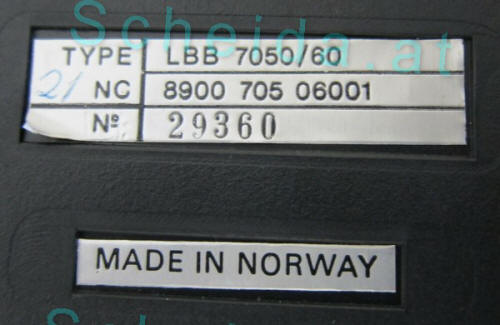 Scheida.at
TYPE LBB 7050/60
21 NC 8900 705 06001
Nº 29360
MADE IN NORWAY